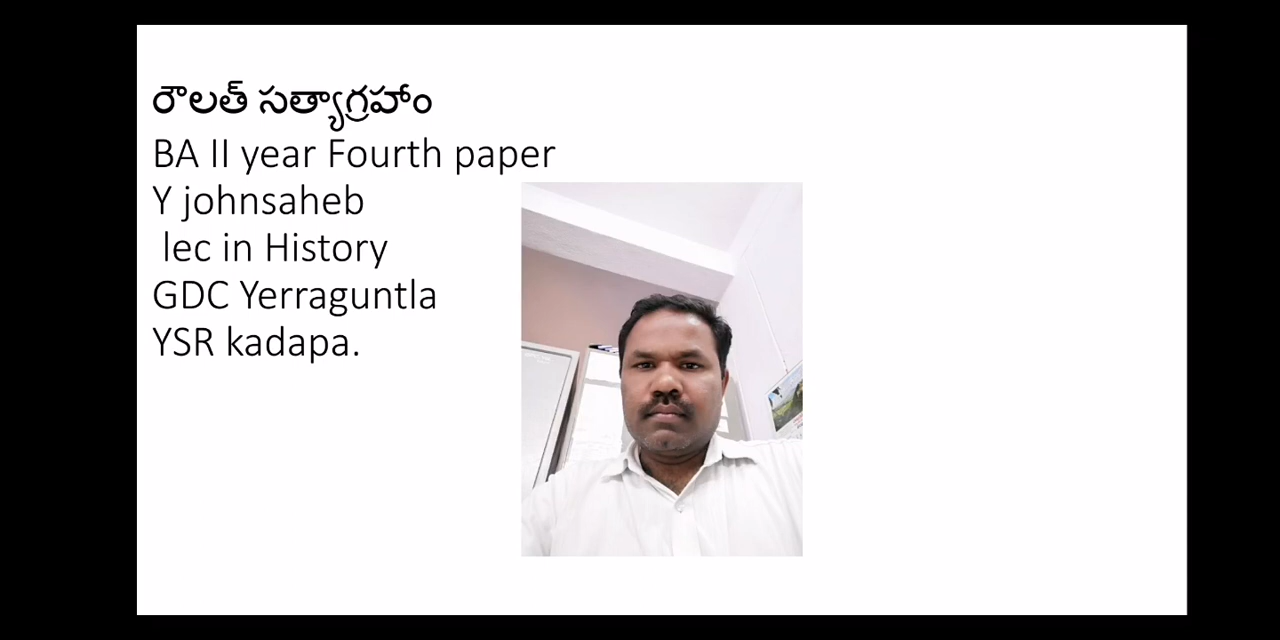 రౌలత్ సత్యాగ్రహాం
BA II year Fourth paper
Y johnsaheb
lec in History
GDC Yerraguntla
YSR kadapa.